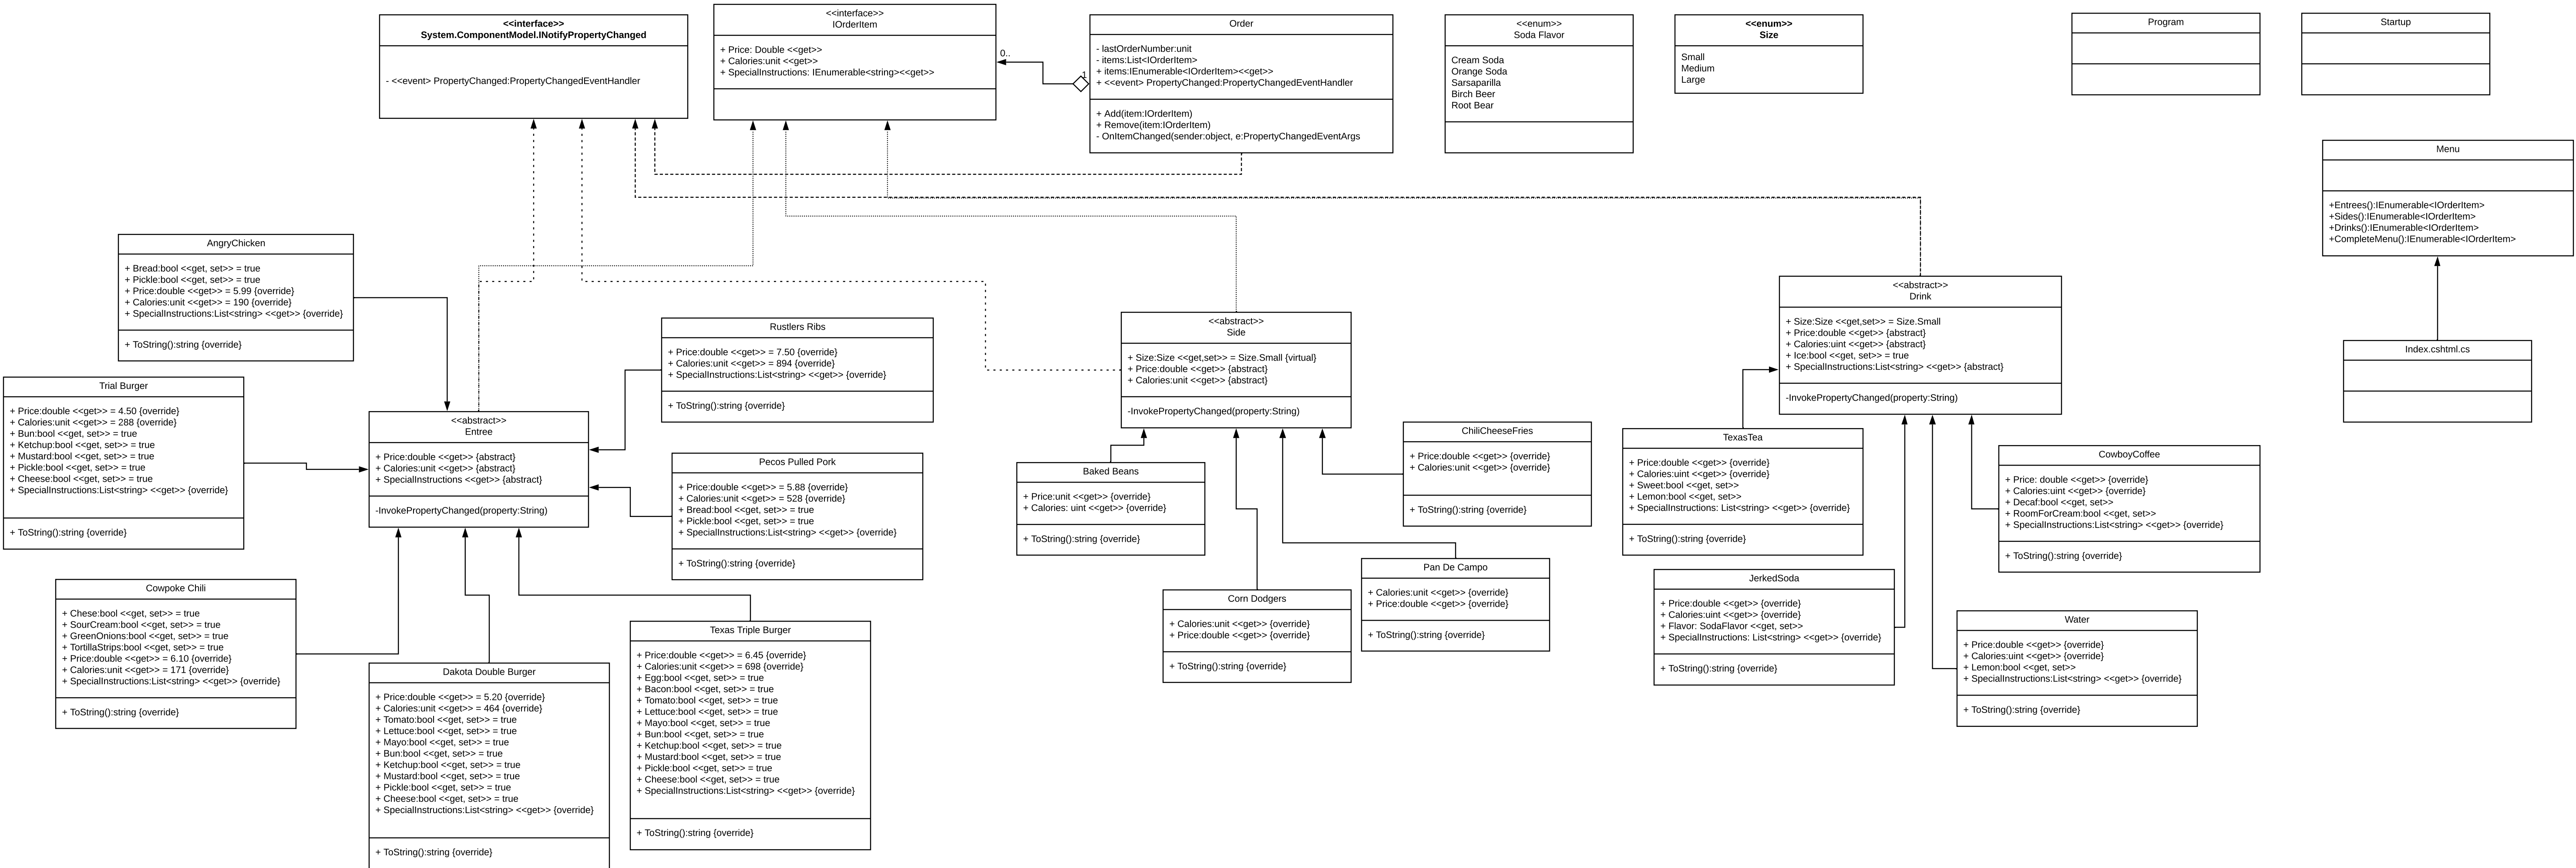 <<interface>>
System.ComponentModel.INotifyPropertyChanged
- <<event} PropertyChanged:PropertyChangedEventHandler
<<interface>>
IOrderItem
+ Price: Double <<get>>
+ Calories:unit <<get>>
+ SpecialInstructions: IEnumerable<string><<get>>
0..
1
Order
- lastOrderNumber:unit
- items:List<IOrderItem>
+ items:IEnumerable<IOrderItem><<get>>
+ <<event} PropertyChanged:PropertyChangedEventHandler
+ Add(item:IOrderItem)
+ Remove(item:IOrderItem)
- OnItemChanged(sender:object, e:PropertyChangedEventArgs
<<enum>>
Soda Flavor
Cream Soda
Orange Soda
Sarsaparilla
Birch Beer
Root Bear
<<enum>>
Size
Small
Medium
Large
Program
Startup
Menu
+Entrees():IEnumerable<IOrderItem>
+Sides():IEnumerable<IOrderItem>
+Drinks():IEnumerable<IOrderItem>
+CompleteMenu():IEnumerable<IOrderItem>
Index.cshtml.cs
AngryChicken
+ Bread:bool <<get, set>> = true
+ Pickle:bool <<get, set>> = true
+ Price:double <<get>> = 5.99 {override}
+ Calories:unit <<get>> = 190 {override}
+ SpecialInstructions:List<string> <<get>> {override}
+ ToString():string {override}
Trial Burger
+ Price:double <<get>> = 4.50 {override}
+ Calories:unit <<get>> = 288 {override}
+ Bun:bool <<get, set>> = true
+ Ketchup:bool <<get, set>> = true
+ Mustard:bool <<get, set>> = true
+ Pickle:bool <<get, set>> = true
+ Cheese:bool <<get, set>> = true
+ SpecialInstructions:List<string> <<get>> {override}
+ ToString():string {override}
Cowpoke Chili
+ Chese:bool <<get, set>> = true
+ SourCream:bool <<get, set>> = true
+ GreenOnions:bool <<get, set>> = true
+ TortillaStrips:bool <<get, set>> = true
+ Price:double <<get>> = 6.10 {override}
+ Calories:unit <<get>> = 171 {override}
+ SpecialInstructions:List<string> <<get>> {override}
+ ToString():string {override}
<<abstract>>
Entree
+ Price:double <<get>> {abstract}
+ Calories:unit <<get>> {abstract}
+ SpecialInstructions <<get>> {abstract}
-InvokePropertyChanged(property:String)
Dakota Double Burger
+ Price:double <<get>> = 5.20 {override}
+ Calories:unit <<get>> = 464 {override}
+ Tomato:bool <<get, set>> = true
+ Lettuce:bool <<get, set>> = true
+ Mayo:bool <<get, set>> = true
+ Bun:bool <<get, set>> = true
+ Ketchup:bool <<get, set>> = true
+ Mustard:bool <<get, set>> = true
+ Pickle:bool <<get, set>> = true
+ Cheese:bool <<get, set>> = true
+ SpecialInstructions:List<string> <<get>> {override}
+ ToString():string {override}
Rustlers Ribs
+ Price:double <<get>> = 7.50 {override}
+ Calories:unit <<get>> = 894 {override}
+ SpecialInstructions:List<string> <<get>> {override}
+ ToString():string {override}
Pecos Pulled Pork
+ Price:double <<get>> = 5.88 {override}
+ Calories:unit <<get>> = 528 {override}
+ Bread:bool <<get, set>> = true
+ Pickle:bool <<get, set>> = true
+ SpecialInstructions:List<string> <<get>> {override}
+ ToString():string {override}
Texas Triple Burger
+ Price:double <<get>> = 6.45 {override}
+ Calories:unit <<get>> = 698 {override}
+ Egg:bool <<get, set>> = true
+ Bacon:bool <<get, set>> = true
+ Tomato:bool <<get, set>> = true
+ Lettuce:bool <<get, set>> = true
+ Mayo:bool <<get, set>> = true
+ Bun:bool <<get, set>> = true
+ Ketchup:bool <<get, set>> = true
+ Mustard:bool <<get, set>> = true
+ Pickle:bool <<get, set>> = true
+ Cheese:bool <<get, set>> = true
+ SpecialInstructions:List<string> <<get>> {override}
+ ToString():string {override}
<<abstract>>
Side
+ Size:Size <<get,set>> = Size.Small {virtual}
+ Price:double <<get>> {abstract}
+ Calories:unit <<get>> {abstract}
-InvokePropertyChanged(property:String)
Baked Beans
+ Price:unit <<get>> {override}
+ Calories: uint <<get>> {override}
+ ToString():string {override}
Corn Dodgers
+ Calories:unit <<get>> {override}
+ Price:double <<get>> {override}
+ ToString():string {override}
ChiliCheeseFries
+ Price:double <<get>> {override}
+ Calories:unit <<get>> {override}
+ ToString():string {override}
Pan De Campo
+ Calories:unit <<get>> {override}
+ Price:double <<get>> {override}
+ ToString():string {override}
<<abstract>>
Drink
+ Size:Size <<get,set>> = Size.Small
+ Price:double <<get>> {abstract}
+ Calories:uint <<get>> {abstract}
+ Ice:bool <<get, set>> = true
+ SpecialInstructions:List<string> <<get>> {abstract}
-InvokePropertyChanged(property:String)
TexasTea
+ Price:double <<get>> {override}
+ Calories:uint <<get>> {override}
+ Sweet:bool <<get, set>>
+ Lemon:bool <<get, set>>
+ SpecialInstructions: List<string> <<get>> {override}
+ ToString():string {override}
JerkedSoda
+ Price:double <<get>> {override}
+ Calories:uint <<get>> {override}
+ Flavor: SodaFlavor <<get, set>>
+ SpecialInstructions: List<string> <<get>> {override}
+ ToString():string {override}
CowboyCoffee
+ Price: double <<get>> {override}
+ Calories:uint <<get>> {override}
+ Decaf:bool <<get, set>>
+ RoomForCream:bool <<get, set>>
+ SpecialInstructions:List<string> <<get>> {override}
+ ToString():string {override}
Water
+ Price:double <<get>> {override}
+ Calories:uint <<get>> {override}
+ Lemon:bool <<get, set>>
+ SpecialInstructions:List<string> <<get>> {override}
+ ToString():string {override}